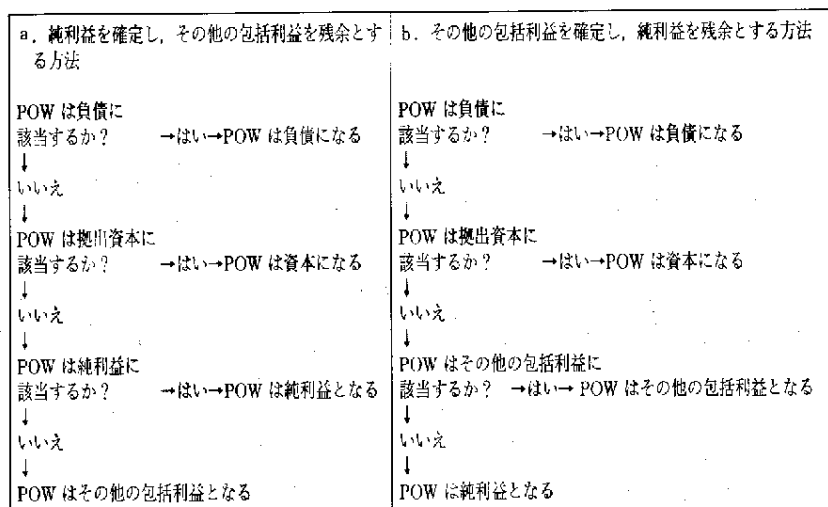 a．純利益を確定し，その他の包括利益を残余とす
る方法
POW は負債に
該当するか？ →はい→POW は負債になる
↓
いいえ
↓
POW は拠出資本に
該当するか？ →はい→POW は資本になる
↓
いいえ
↓
POW は純利益に
該当するか？ →はい→POW は純利益となる
↓
いいえ
↓
POW はその他の包括利益となる
b．その他の包括利益を確定し，純利益を残余とする方法
POW は負債に
該当するか？ →はい→POW は負債になる
↓
いいえ
↓
POW は拠出資本に
該当するか？ →はい→POW は資本になる
↓
いいえ
↓
POW はその他の包括利益に
該当するか？ →はい→ POW はその他の包括利益となる
↓
いいえ
↓
POW は純利益となる